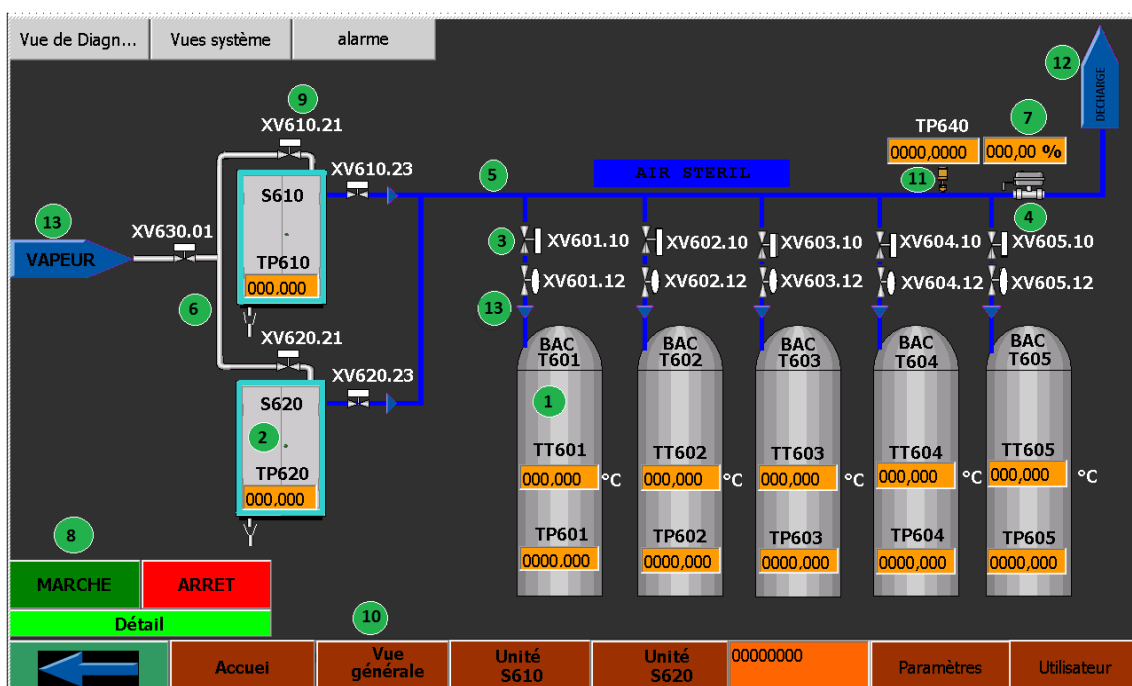 Vue de Diagn...
Vues système
alarme
12
DECHARGE
9
XV610.21
7
TP640
0000,0000
000,00 %
XV610.23
5
AIR STERIL
11
S610
4
13
XV630.01
3
XV601.10
XV602.10
XV603.10
XV604.10
XV605.10
VAPEUR
TP610
000.000
XV601.12
XV602.12
XV603.12
XV604.12
XV605.12
6
13
XV620.21
BAC
T601
BAC
T602
BAC
T603
BAC
T604
BAC
T605
XV620.23
S620
1
2
TP620
000.000
TT601
TT602
TT603
TT604
TT605
000,000 °C
000,000 °C
000,000 °C
000,000 °C
000,000 °C
TP601
TP602
TP603
TP604
TP605
0000.000
0000,000
0000.000
0000,000
0000.000
8
MARCHE
ARRET
Détail
10
Accuei
Vue
générale
Unité
S610
Unité
S620
00000000
Paramètres
Utilisateur